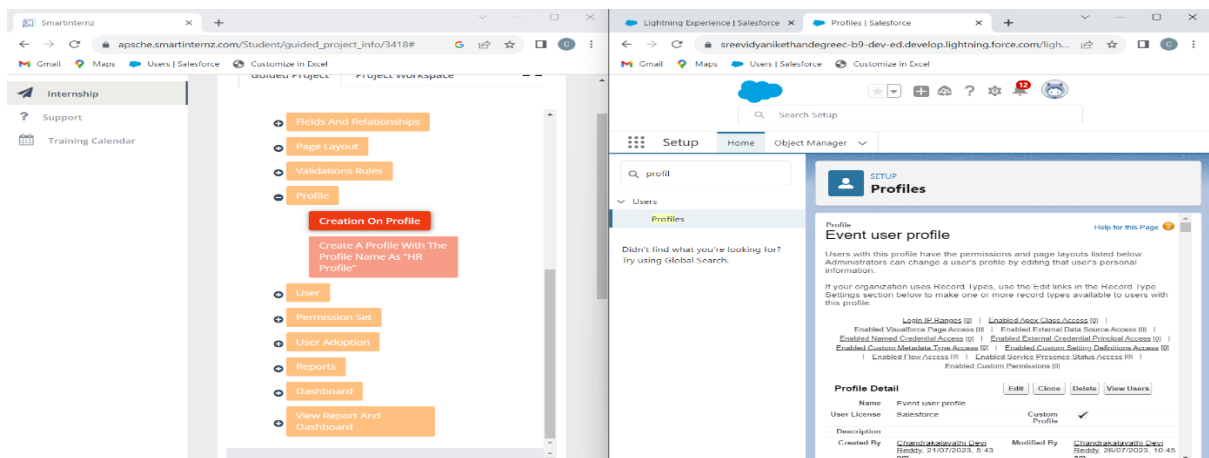 Smartinternz
apsche.smartinternz.com/Student/guided_project_info/3418#
Gmail
Maps
Users | Salesforce
Customize in Excel
Internship
Support
Training Calendar
Guided Project
Project Workspace
Fields And Relationships
Page Layout
Validations Rules
Profile
Creation On Profile
Create A Profile With The
Profile Name As "HR
Profile"
User
Permission Set
User Adoption
Reports
Dashboard
View Report And
Dashboard
Lightning Experience | Salesforce
Profiles | Salesforce
sreevidyanikethandegreec-b9-dev-ed.develop.lightning.force.com/ligh...
Gmail
Maps
Users | Salesforce
Customize in Excel
12
Search Setup
Setup
Home
Object Manager
profil
Users
Profiles
Didn't find what you're looking for?
Try using Global Search.
SETUP
Profiles
Profile
Event user profile
Help for this Page
Users with this profile have the permissions and page layouts listed below.
Administrators can change a user's profile by editing that user's personal
information.
If your organization uses Record Types, use the Edit links in the Record Type
Settings section below to make one or more record types available to users with
this profile.
Login IP Ranges [0] | Enabled Apex Class Access [0] |
Enabled Visualforce Page Access [0] | Enabled External Data Source Access [0] |
Enabled Named Credential Access [0] | Enabled External Credential Principal Access [0] |
Enabled Custom Metadata Type Access [0] | Enabled Custom Setting Definitions Access [0]
| Enabled Flow Access [0] | Enabled Service Presence Status Access [0] |
Enabled Custom Permissions [0]
Profile Detail
Edit
Clone
Delete
View Users
Name Event user profile
User License Salesforce Custom Profile
Description
Created By Chandrakalavathi Devi Reddy, 21/07/2023, 5:43
Modified By Chandrakalavathi Devi Reddy, 26/07/2023, 10:45